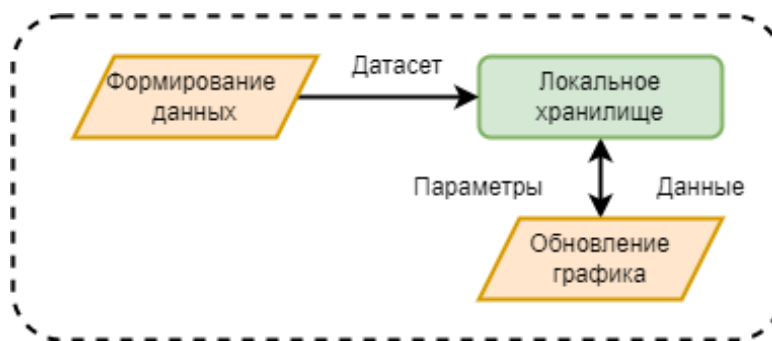 Формирование
данных
Датасет
Локальное
хранилище
Параметры
Данные
Обновление
графика